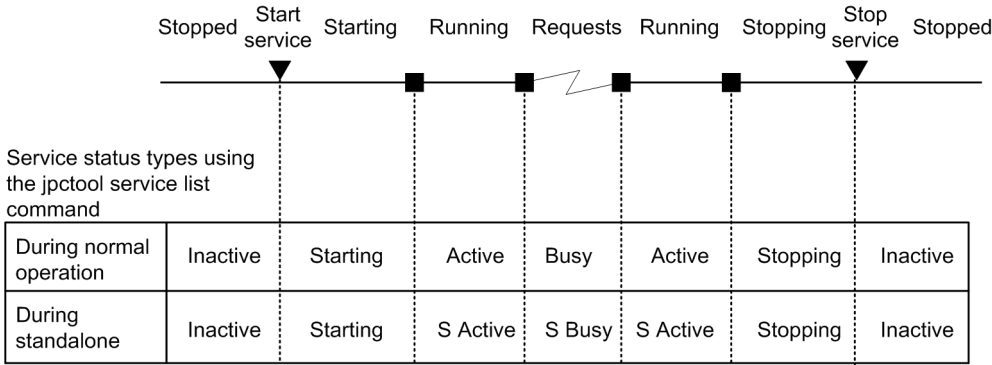 Stopped Start service Starting Running Requests Running Stopping Stop service Stopped
Service status types using
the jpctool service list
command
During normal operation Inactive Starting Active Busy Active Stopping Inactive
During standalone Inactive Starting S Active S Busy S Active Stopping Inactive